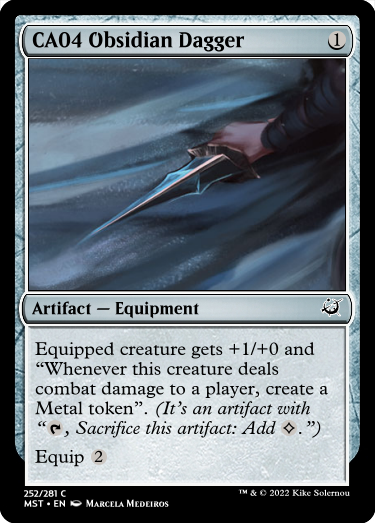 CA04 Obsidian Dagger 1
Artifact — Equipment
Equipped creature gets +1/+0 and
“Whenever this creature deals
combat damage to a player, create a
Metal token”. (It’s an artifact with
“, Sacrifice this artifact: Add .”)
Equip 2
252/281 C
MST • EN Marcela Medeiros
™ & © 2022 Kike Solernou